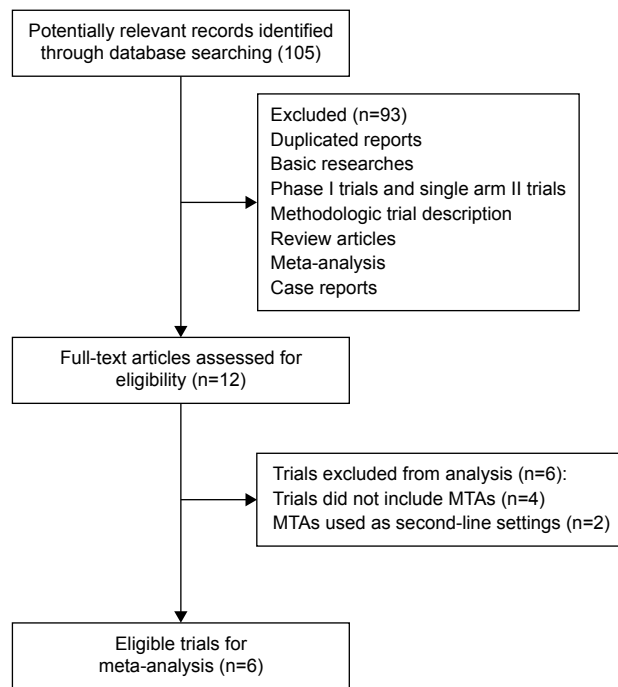 Potentially relevant records identified
through database searching (105)
Excluded (n=93)
Duplicated reports
Basic researches
Phase I trials and single arm II trials
Methodologic trial description
Review articles
Meta-analysis
Case reports
Full-text articles assessed for
eligibility (n=12)
Trials excluded from analysis (n=6):
Trials did not include MTAs (n=4)
MTAs used as second-line settings (n=2)
Eligible trials for
meta-analysis (n=6)